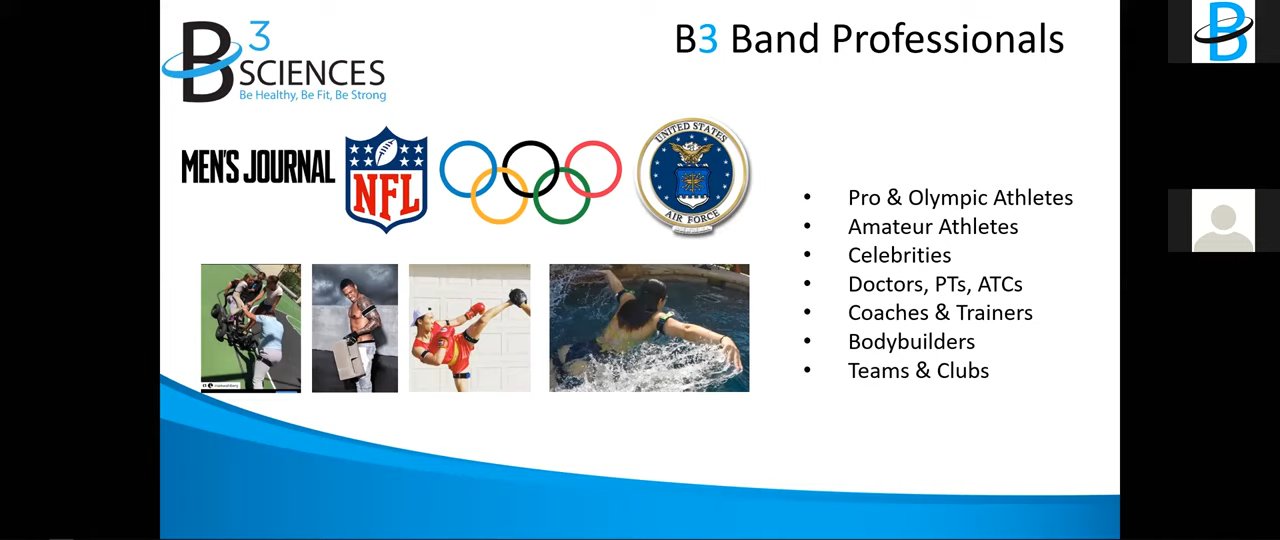 B3 Band Professionals
B3
SCIENCES
Be Healthy, Be Fit, Be Strong
MEN'S JOURNAL
NFL
UNITED STATES
AIR FORCE
• Pro & Olympic Athletes
• Amateur Athletes
• Celebrities
• Doctors, PTs, ATCs
• Coaches & Trainers
• Bodybuilders
• Teams & Clubs
B